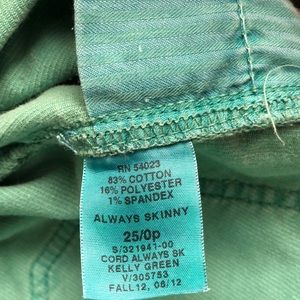 RN 54023
83% COTTON
16% POLYESTER
1% SPANDEX
ALWAYS SKINNY
25/0p
S/321941-00
CORD ALWAYS SK
KELLY GREEN
V/305753
FALL12, 06/12